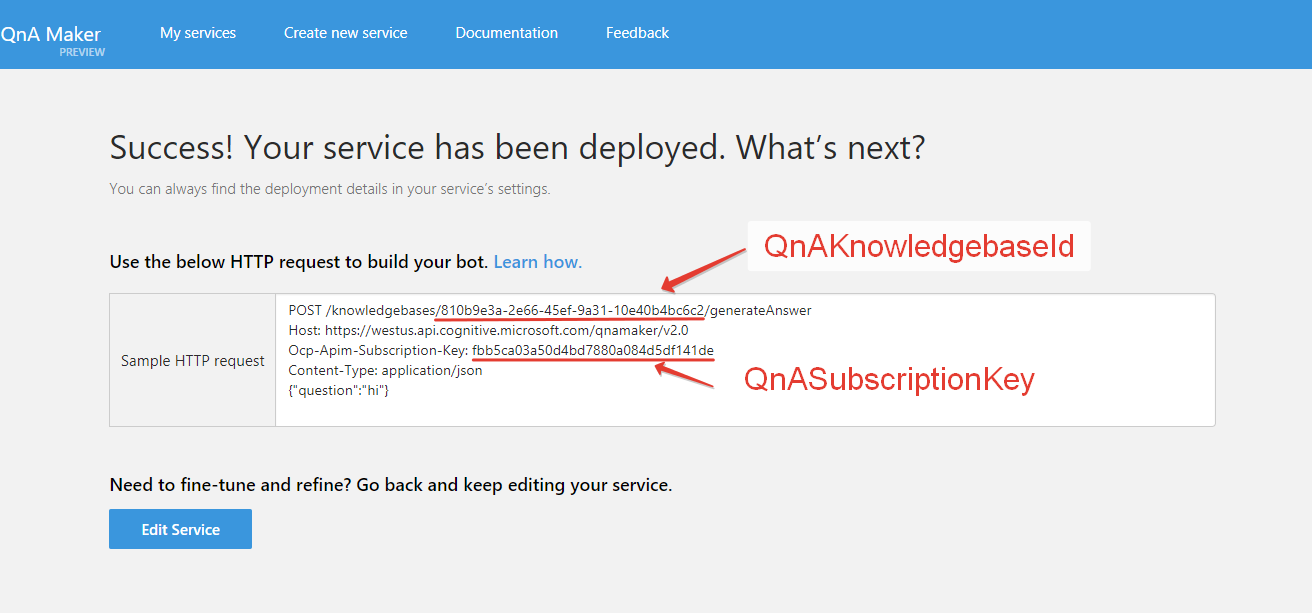 QnA Maker
PREVIEW
My services
Create new service
Documentation
Feedback
Success! Your service has been deployed. What's next?
You can always find the deployment details in your service's settings.
QnAKnowledgebaseId
Use the below HTTP request to build your bot. Learn how.
Sample HTTP request
POST /knowledgebases/810b9e3a-2e66-45ef-9a31-10e40b4bc6c2/generateAnswer
Host: https://westus.api.cognitive.microsoft.com/qnamaker/v2.0
Ocp-Apim-Subscription-Key: fbb5ca03a50d4bd7880a084d5df141de
Content-Type: application/json
{"question":"hi"}
QnASubscriptionKey
Need to fine-tune and refine? Go back and keep editing your service.
Edit Service